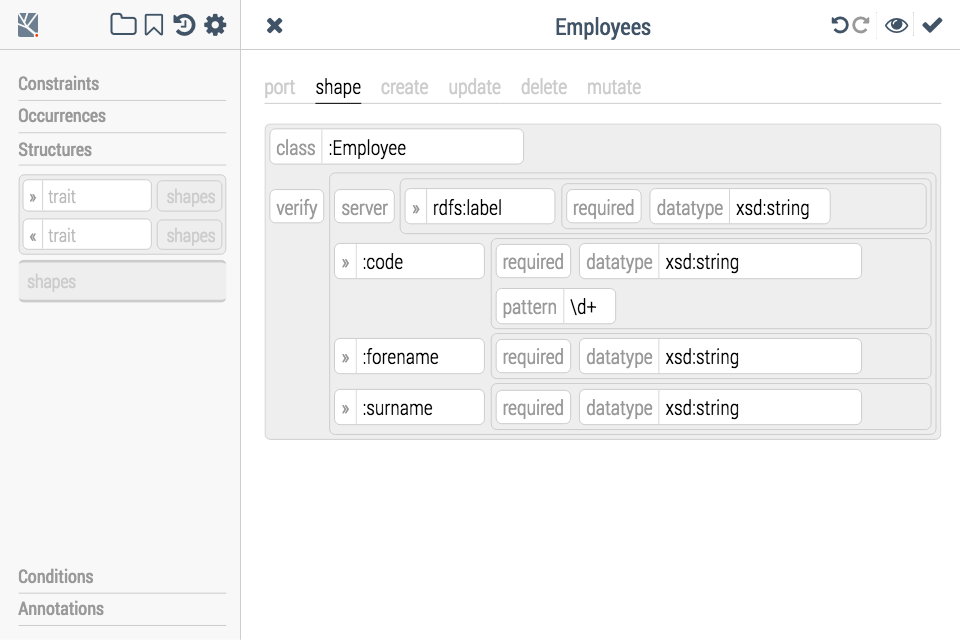 Employees
Constraints
Occurrences
Structures
» trait shapes
« trait shapes
shapes
Conditions
Annotations
port shape create update delete mutate
class :Employee
verify server » rdfs:label required datatype xsd:string
» :code required datatype xsd:string
pattern \d+
» :forename required datatype xsd:string
» :surname required datatype xsd:string